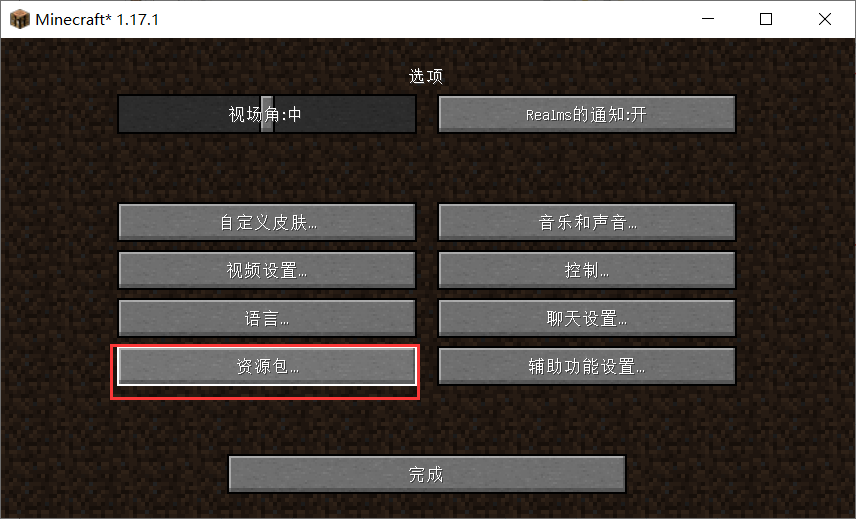 Minecraft* 1.17.1
选项
视场角:中
Realms的通知:开
自定义皮肤…
音乐和声音…
视频设置…
控制…
语言…
聊天设置…
资源包…
辅助功能设置…
完成